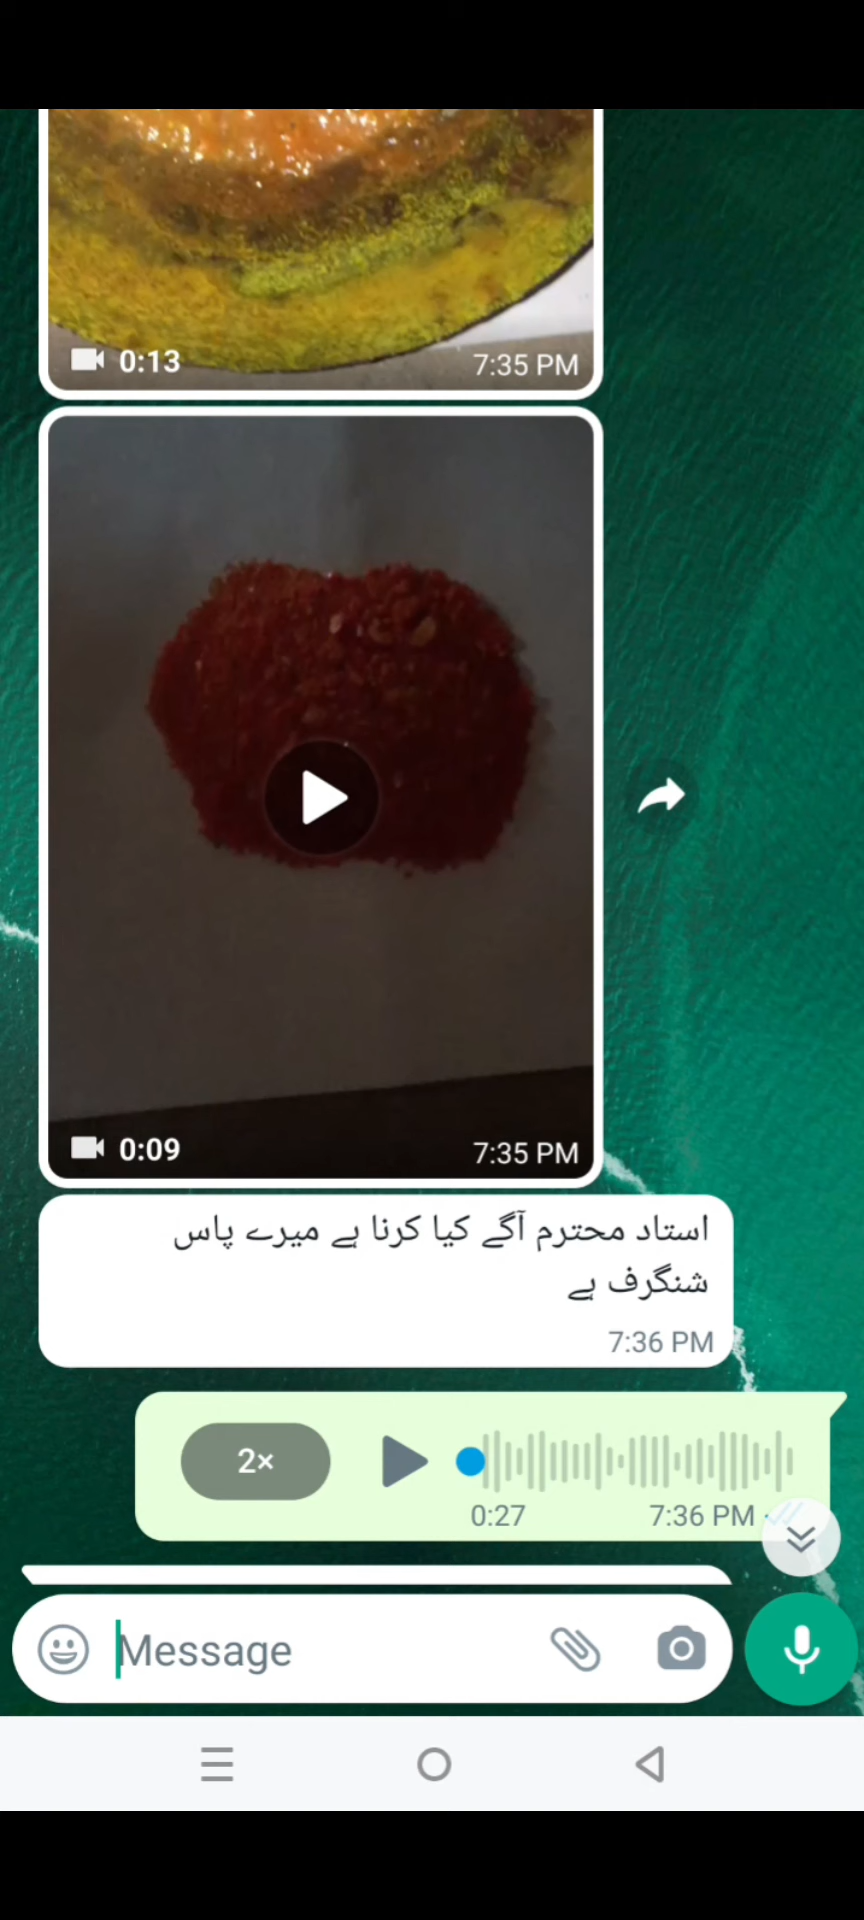 0:13
7:35 PM
0:09
7:35 PM
استاد محترم آگے کیا کرنا ہے میرے پاس
شنگرف ہے
7:36 PM
2×
0:27
7:36 PM
Message